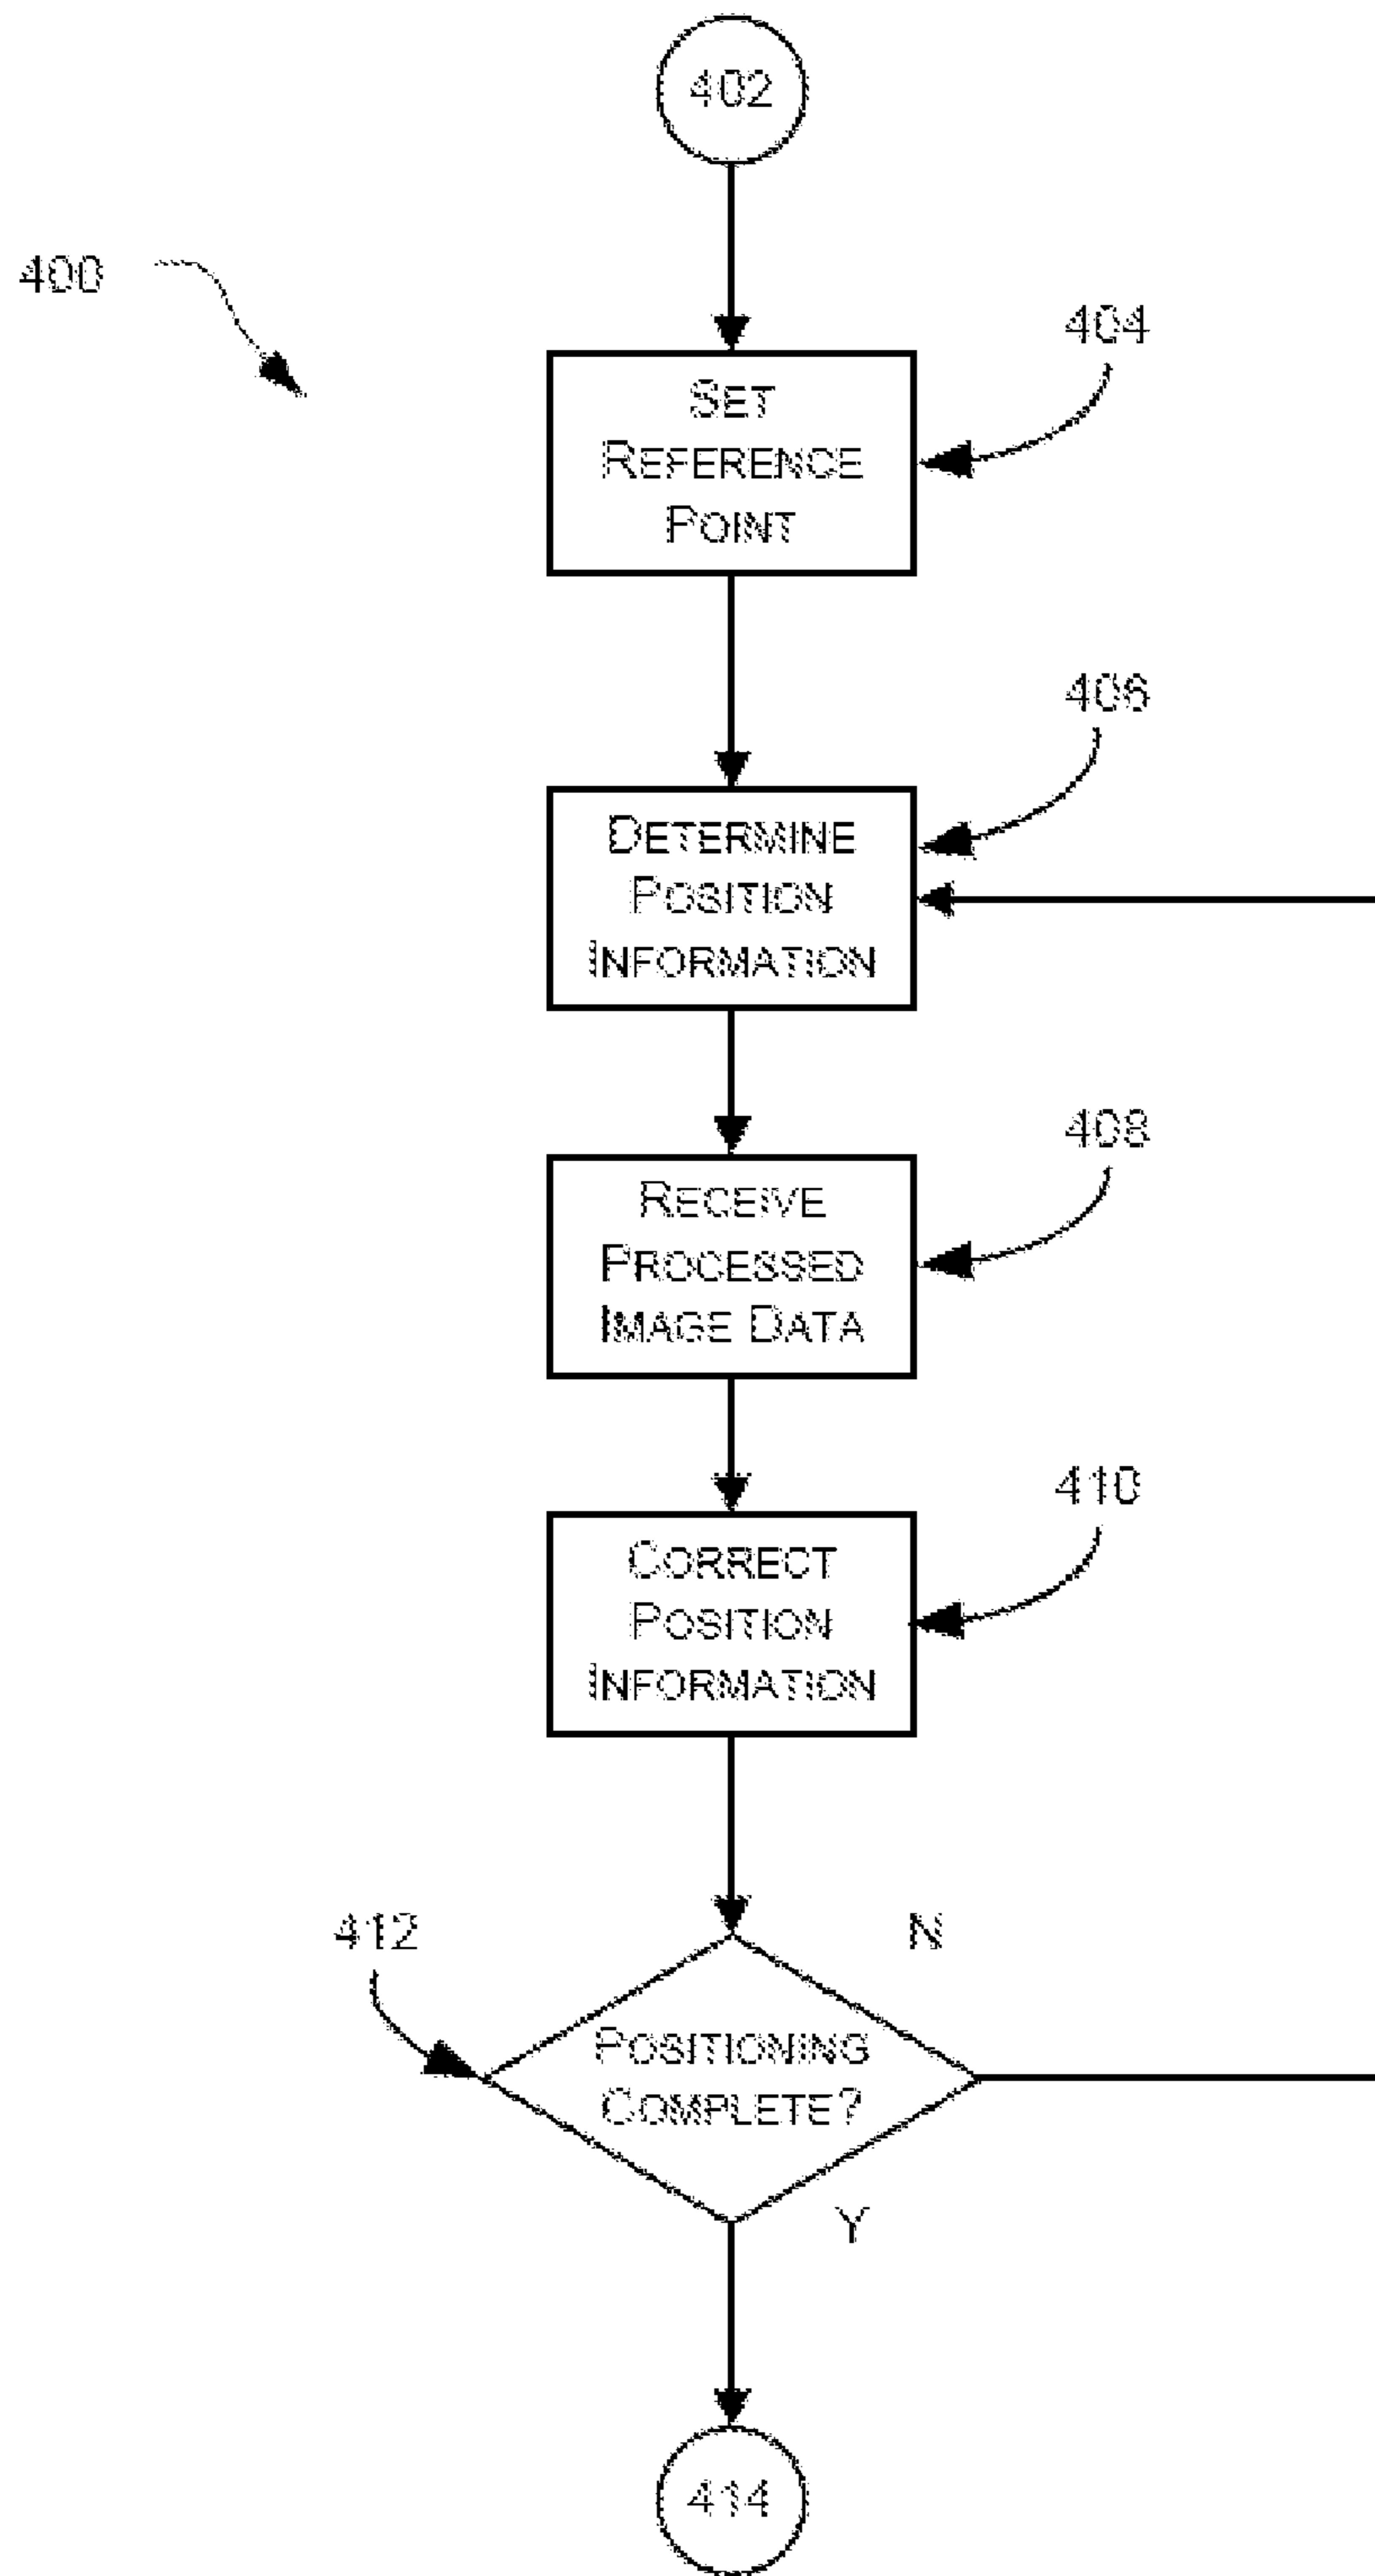 402
400
404
SET
REFERENCE
POINT
406
DETERMINE
POSITION
INFORMATION
408
RECEIVE
PROCESSED
IMAGE DATA
410
CORRECT
POSITION
INFORMATION
412
N
POSITIONING
COMPLETE?
Y
414